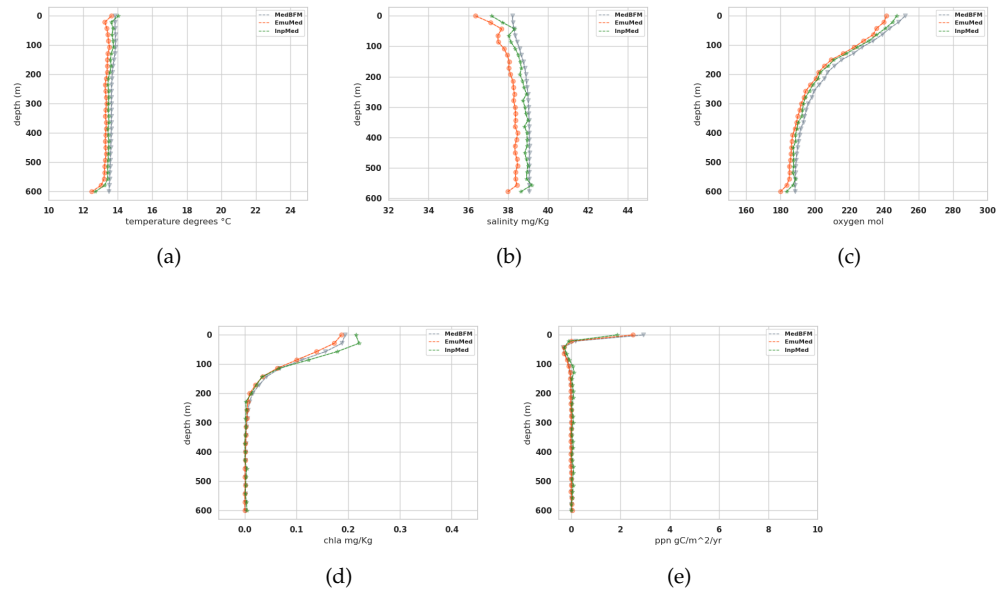 0
100
200
300
400
500
600
depth (m)
10 12 14 16 18 20 22 24
temperature degrees °C
MedBFM
EmuMed
InpMed
(a)
0
100
200
300
400
500
600
depth (m)
32 34 36 38 40 42 44
salinity mg/Kg
MedBFM
EmuMed
InpMed
(b)
0
100
200
300
400
500
600
depth (m)
160 180 200 220 240 260 280 300
oxygen mol
MedBFM
EmuMed
InpMed
(c)
0
100
200
300
400
500
600
depth (m)
0.0 0.1 0.2 0.3 0.4
chla mg/Kg
MedBFM
EmuMed
InpMed
(d)
0
100
200
300
400
500
600
depth (m)
0 2 4 6 8 10
ppn gC/m^2/yr
MedBFM
EmuMed
InpMed
(e)